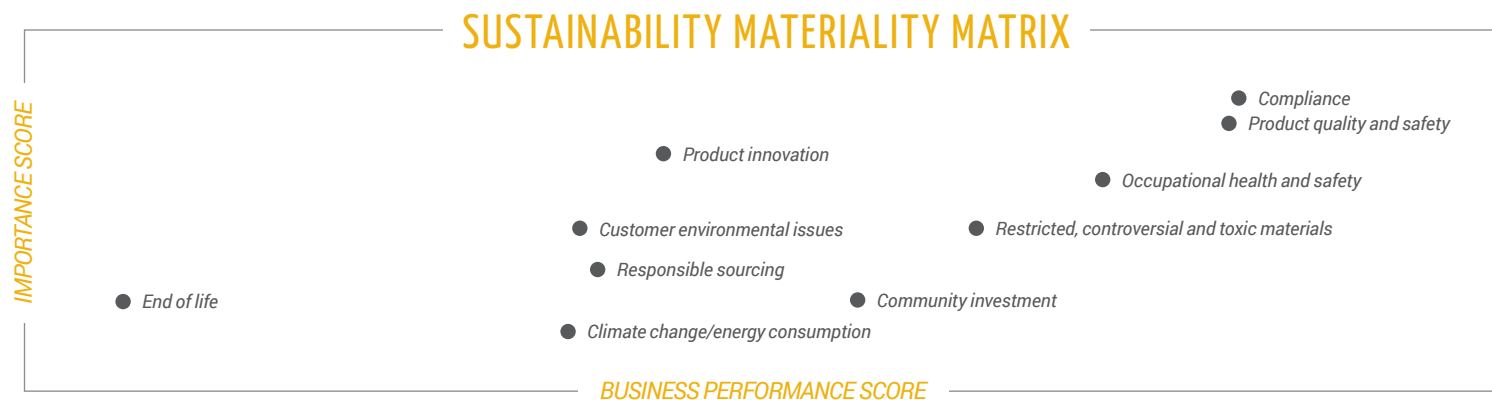 SUSTAINABILITY MATERIALITY MATRIX
IMPORTANCE SCORE
Compliance
Product quality and safety
Product innovation
Occupational health and safety
Customer environmental issues
Restricted, controversial and toxic materials
Responsible sourcing
End of life
Community investment
Climate change/energy consumption
BUSINESS PERFORMANCE SCORE